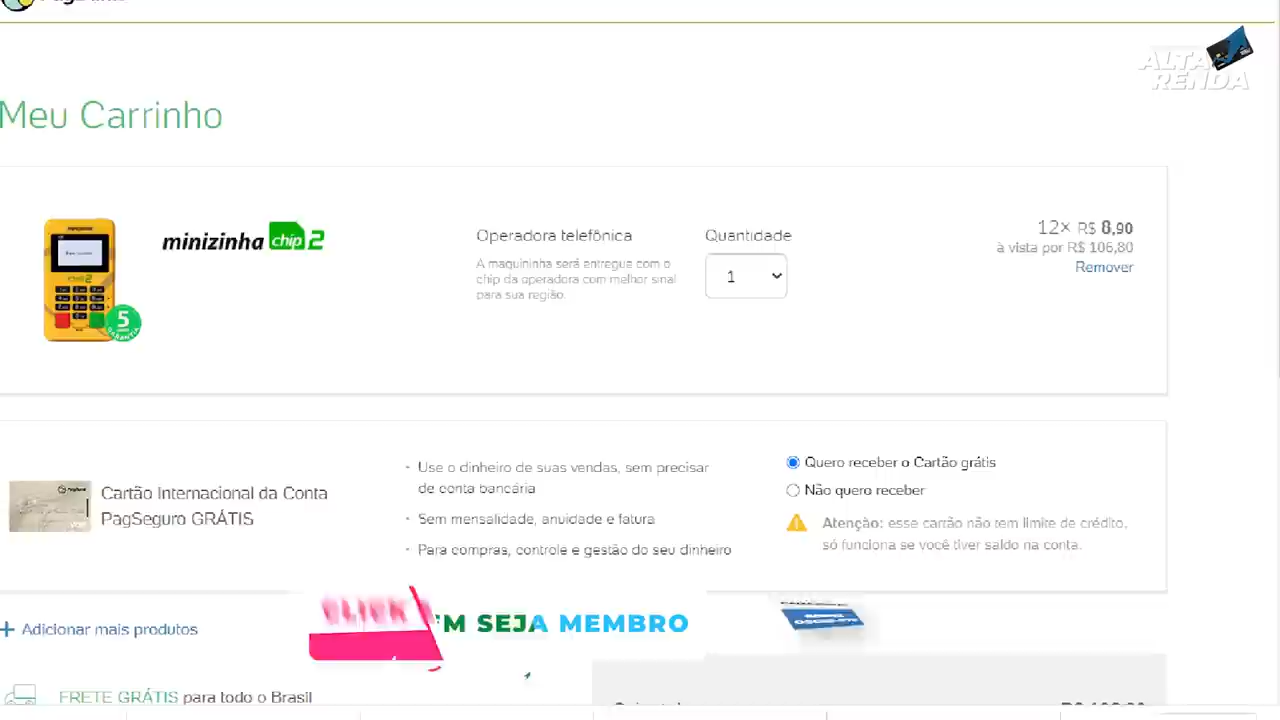 ALTA
RENDA
Meu Carrinho
minizinha chip 2
Operadora telefônica
A maquininha será entregue com o
chip da operadora com melhor sinal
para sua região.
Quantidade
1
12x R$ 8,90
à vista por R$ 106,80
Remover
5
GARANTIA
Cartão Internacional da Conta
PagSeguro GRÁTIS
- Use o dinheiro de suas vendas, sem precisar
de conta bancária
- Sem mensalidade, anuidade e fatura
- Para compras, controle e gestão do seu dinheiro
Quero receber o Cartão grátis
Não quero receber
Atenção: esse cartão não tem limite de crédito,
só funciona se você tiver saldo na conta.
+ Adicionar mais produtos
CLICK EM SEJA MEMBRO
FRETE GRÁTIS para todo o Brasil